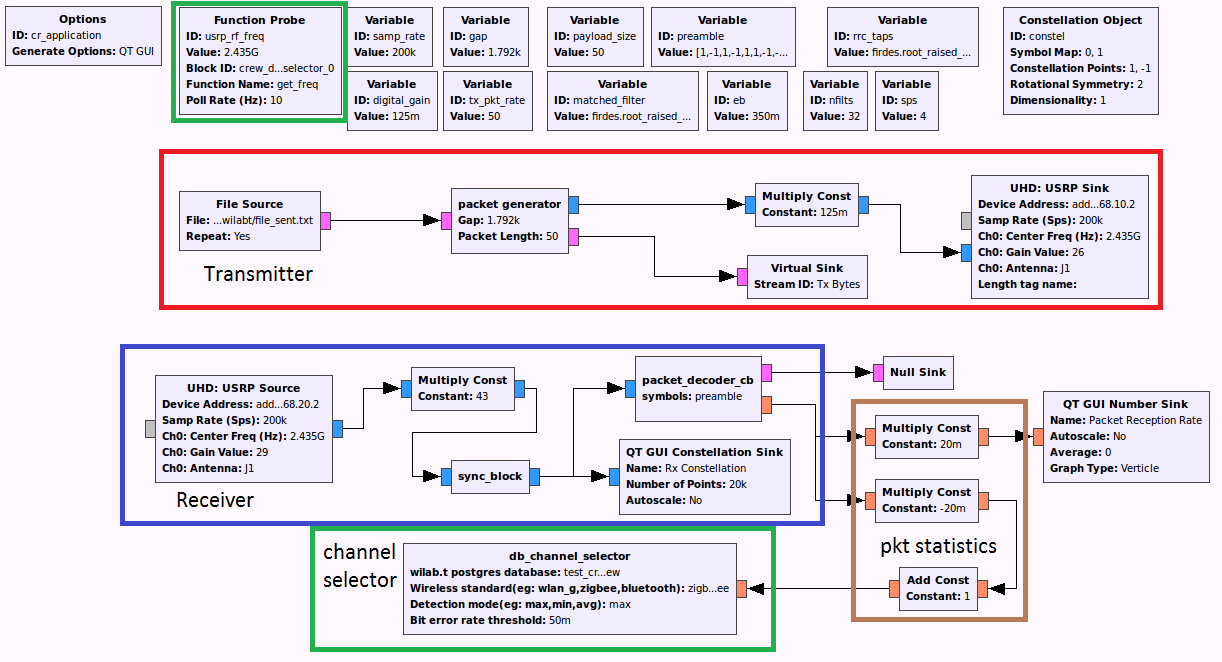 Options
ID: cr_application
Generate Options: QT GUI
Function Probe
ID: usrp_rf_freq
Value: 2.435G
Block ID: crew_d...selector_0
Function Name: get_freq
Poll Rate (Hz): 10
Variable
ID: samp_rate
Value: 200k
Variable
ID: gap
Value: 1.792k
Variable
ID: payload_size
Value: 50
Variable
ID: preamble
Value: [1,-1,1,-1,1,1,-1,-...
Variable
ID: rrc_taps
Value: firdes.root_raised_...
Constellation Object
ID: constel
Symbol Map: 0, 1
Constellation Points: 1, -1
Rotational Symmetry: 2
Dimensionality: 1
Variable
ID: digital_gain
Value: 125m
Variable
ID: tx_pkt_rate
Value: 50
Variable
ID: matched_filter
Value: firdes.root_raised_...
Variable
ID: eb
Value: 350m
Variable
ID: nfilts
Value: 32
Variable
ID: sps
Value: 4
File Source
File: ...wilabt/file_sent.txt
Repeat: Yes
packet generator
Gap: 1.792k
Packet Length: 50
Multiply Const
Constant: 125m
Virtual Sink
Stream ID: Tx Bytes
UHD: USRP Sink
Device Address: add...68.10.2
Samp Rate (Sps): 200k
Ch0: Center Freq (Hz): 2.435G
Ch0: Gain Value: 26
Ch0: Antenna: J1
Length tag name:
Transmitter
UHD: USRP Source
Device Address: add...68.20.2
Samp Rate (Sps): 200k
Ch0: Center Freq (Hz): 2.435G
Ch0: Gain Value: 29
Ch0: Antenna: J1
Receiver
Multiply Const
Constant: 43
sync_block
packet_decoder_cb
symbols: preamble
QT GUI Constellation Sink
Name: Rx Constellation
Number of Points: 20k
Autoscale: No
Null Sink
Multiply Const
Constant: 20m
Multiply Const
Constant: -20m
pkt statistics
Add Const
Constant: 1
QT GUI Number Sink
Name: Packet Reception Rate
Autoscale: No
Average: 0
Graph Type: Verticle
channel
selector
db_channel_selector
wilab.t postgres database: test_cr...ew
Wireless standard(eg: wlan_g,zigbee,bluetooth): zigb...ee
Detection mode(eg: max,min,avg): max
Bit error rate threshold: 50m